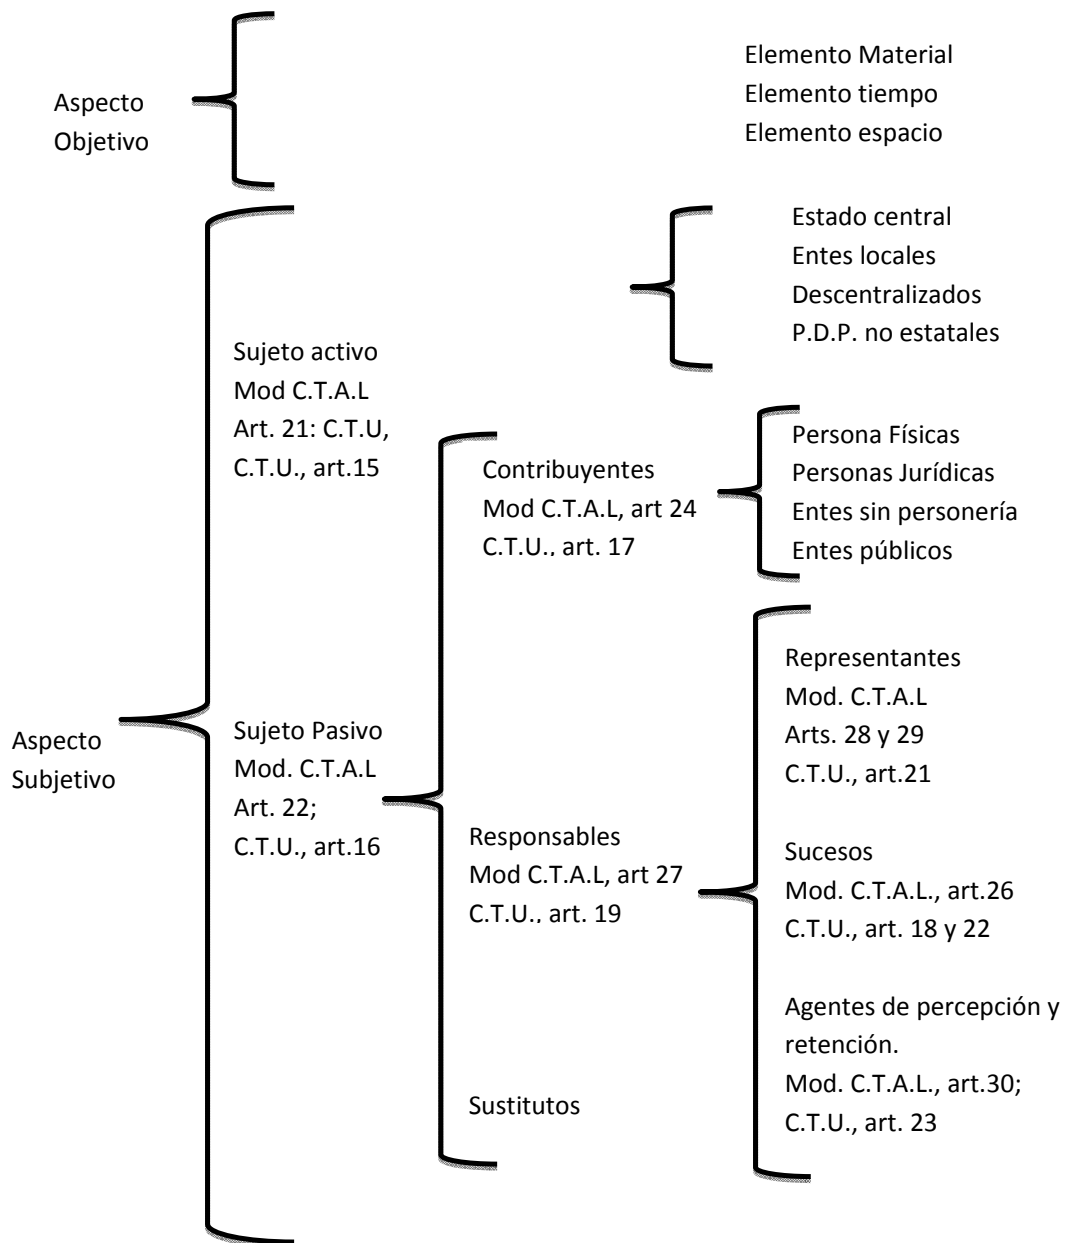 Aspecto
Objetivo
Elemento Material
Elemento tiempo
Elemento espacio
Aspecto
Subjetivo
Sujeto activo
Mod C.T.A.L
Art. 21: C.T.U,
C.T.U., art.15
Estado central
Entes locales
Descentralizados
P.D.P. no estatales
Sujeto Pasivo
Mod. C.T.A.L
Art. 22;
C.T.U., art.16
Contribuyentes
Mod C.T.A.L, art 24
C.T.U., art. 17
Persona Físicas
Personas Jurídicas
Entes sin personería
Entes públicos
Responsables
Mod C.T.A.L, art 27
C.T.U., art. 19
Representantes
Mod. C.T.A.L
Arts. 28 y 29
C.T.U., art.21
Sucesos
Mod. C.T.A.L., art.26
C.T.U., art. 18 y 22
Agentes de percepción y
retención.
Mod. C.T.A.L., art.30;
C.T.U., art. 23
Sustitutos